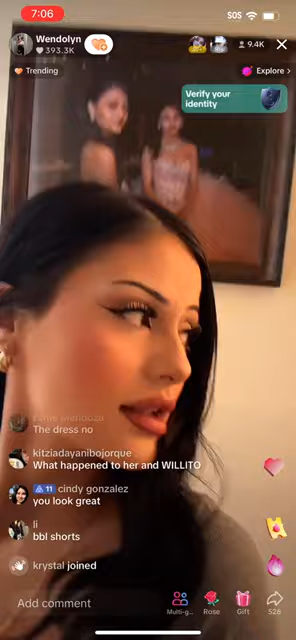 7:06
SOS
Wendolyn
393.3K
9.4K
Trending
Explore >
Verify your
identity
The dress no
kitziadayanibojorque
What happened to her and WILLITO
11 cindy gonzalez
you look great
li
bbl shorts
krystal joined
Add comment
Multi-g...
Rose
Gift
526